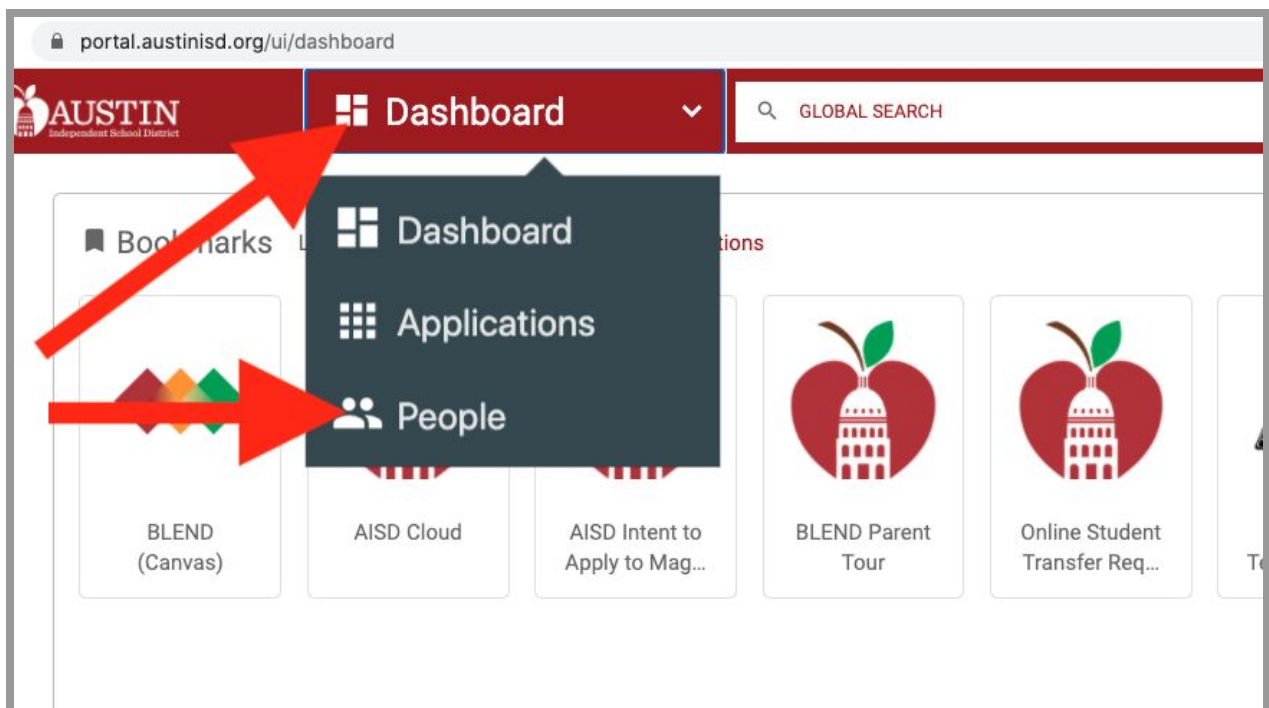 portal.austinisd.org/ui/dashboard
AUSTIN
Independent School District
Dashboard
GLOBAL SEARCH
Bookmarks
Dashboard
Applications
People
BLEND
(Canvas)
AISD Cloud
AISD Intent to
Apply to Mag...
BLEND Parent
Tour
Online Student
Transfer Req...